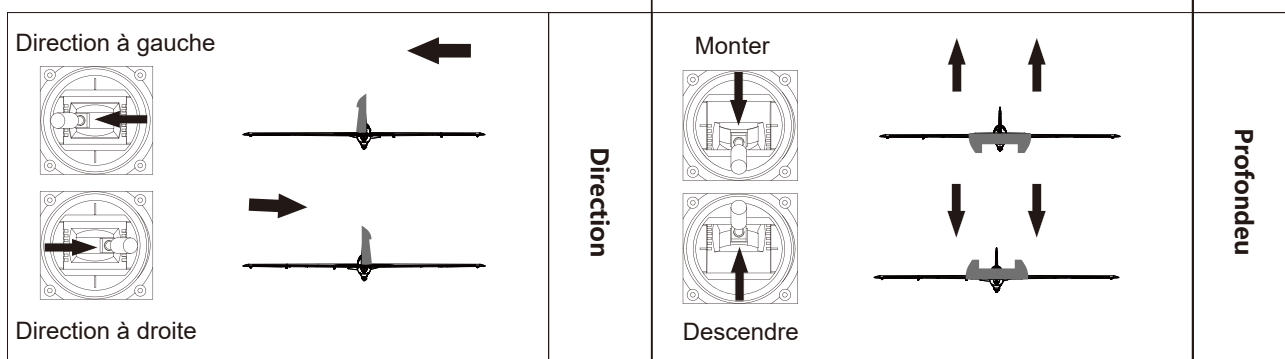 Direction à gauche
Direction à droite
Direction
Monter
Descendre
Profondeu